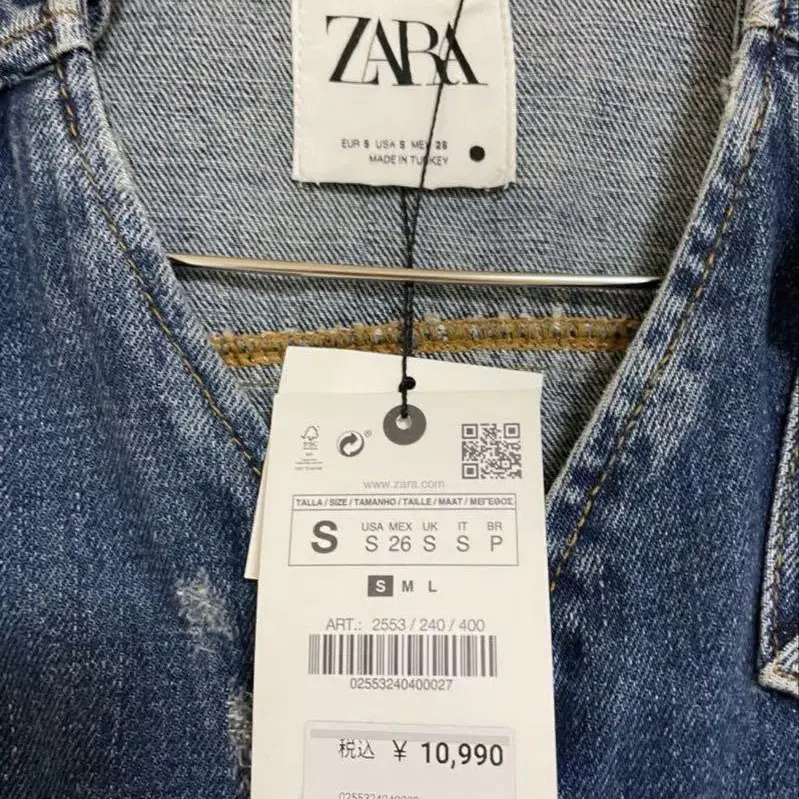 ZARA
EUR S USA S MEX 26
MADE IN TURKEY
FSC
®
www.zara.com
TALLA / SIZE / TAMANHO / TAILLE / MAAT / ΜΕΓΕΘΟΣ
S
USA MEX UK IT BR
S 26 S S P
S M L
ART.: 2553 / 240 / 400
02553240400027
税込 ¥ 10,990